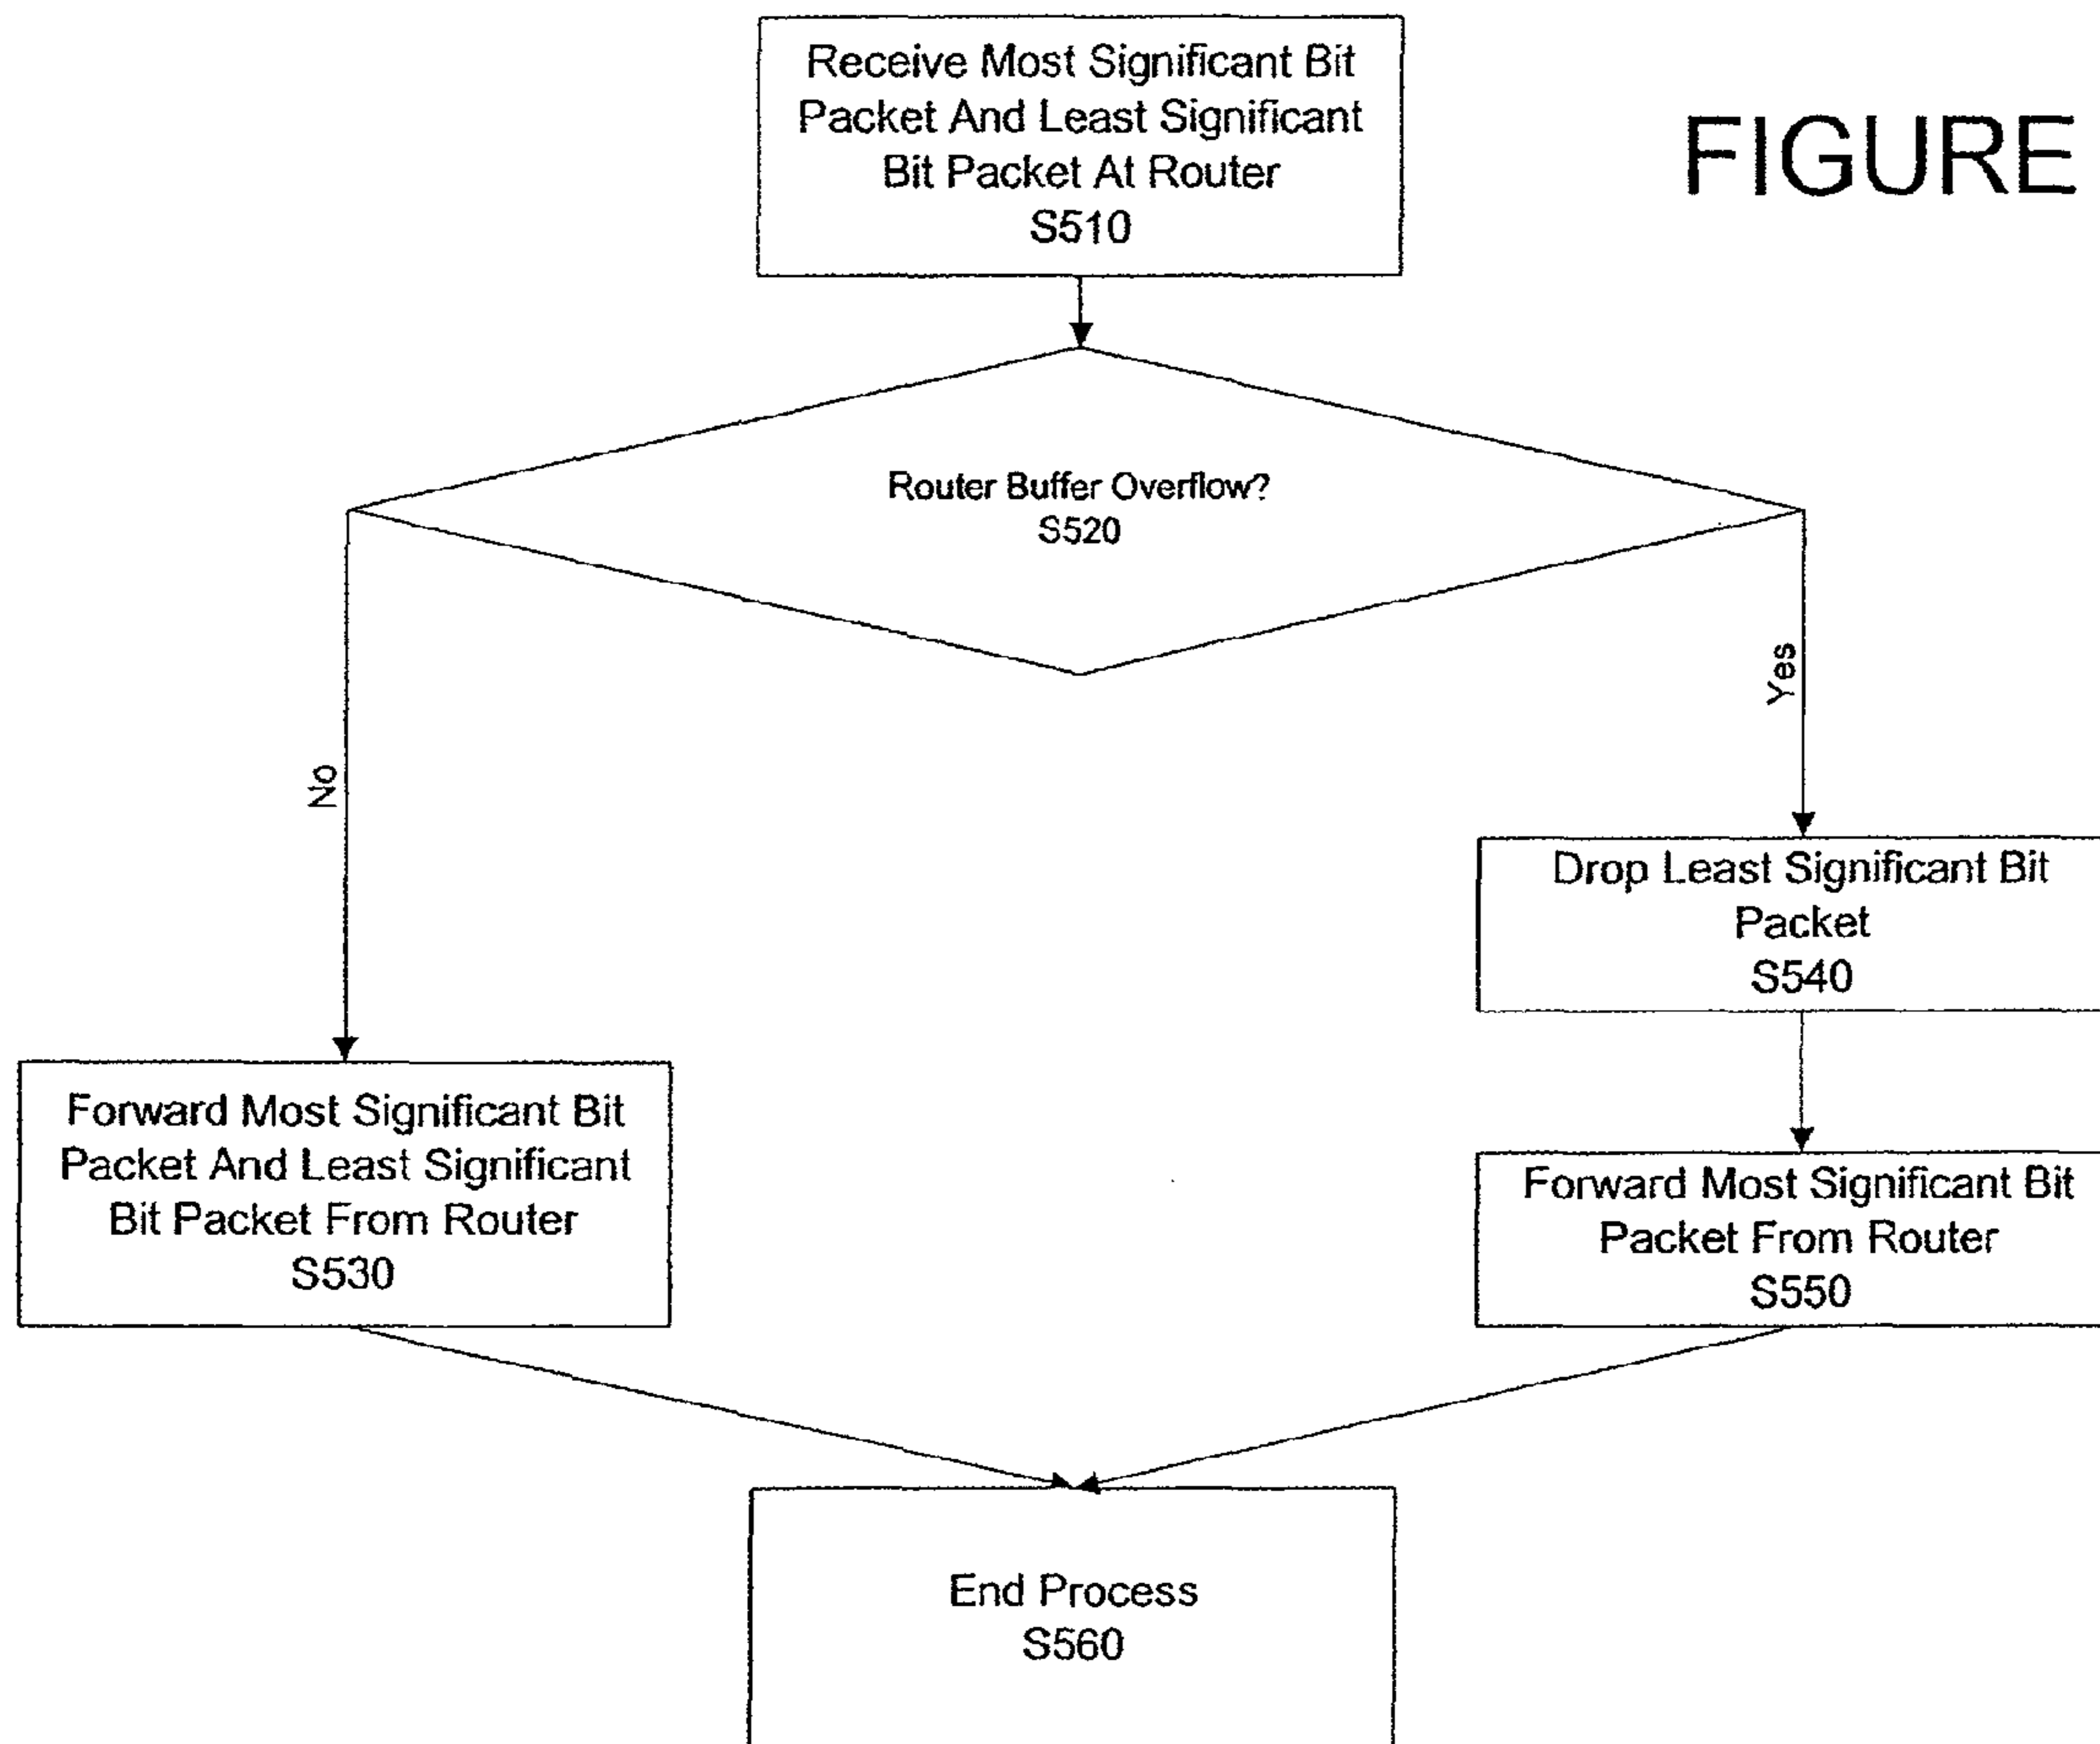 Receive Most Significant Bit
Packet And Least Significant
Bit Packet At Router
S510
FIGURE
Router Buffer Overflow?
S520
No
Yes
Drop Least Significant Bit
Packet
S540
Forward Most Significant Bit
Packet And Least Significant
Bit Packet From Router
S530
Forward Most Significant Bit
Packet From Router
S550
End Process
S560